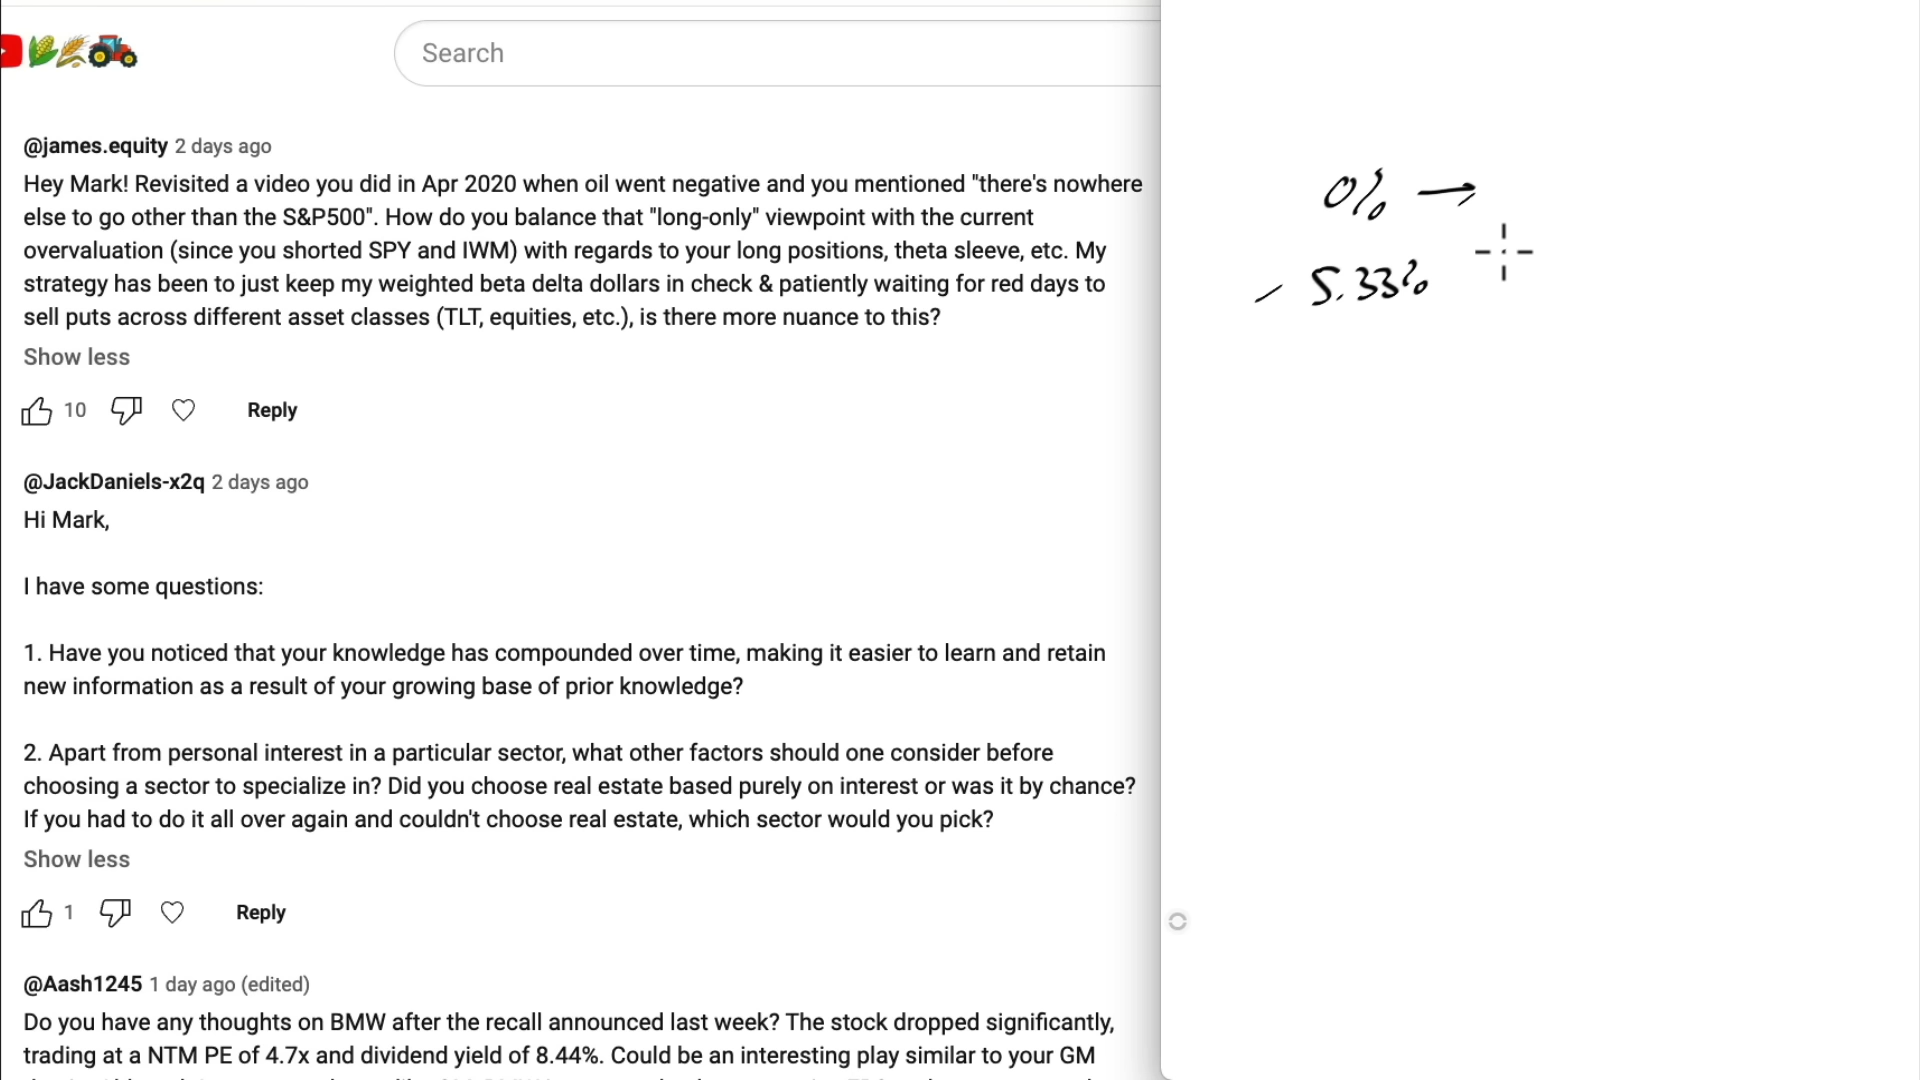 Search
@james.equity 2 days ago
Hey Mark! Revisited a video you did in Apr 2020 when oil went negative and you mentioned "there's nowhere
else to go other than the S&P500". How do you balance that "long-only" viewpoint with the current
overvaluation (since you shorted SPY and IWM) with regards to your long positions, theta sleeve, etc. My
strategy has been to just keep my weighted beta delta dollars in check & patiently waiting for red days to
sell puts across different asset classes (TLT, equities, etc.), is there more nuance to this?
Show less
10 Reply
@JackDaniels-x2q 2 days ago
Hi Mark,
I have some questions:
1. Have you noticed that your knowledge has compounded over time, making it easier to learn and retain
new information as a result of your growing base of prior knowledge?
2. Apart from personal interest in a particular sector, what other factors should one consider before
choosing a sector to specialize in? Did you choose real estate based purely on interest or was it by chance?
If you had to do it all over again and couldn't choose real estate, which sector would you pick?
Show less
1 Reply
@Aash1245 1 day ago (edited)
Do you have any thoughts on BMW after the recall announced last week? The stock dropped significantly,
trading at a NTM PE of 4.7x and dividend yield of 8.44%. Could be an interesting play similar to your GM
0% →
- 5.33%